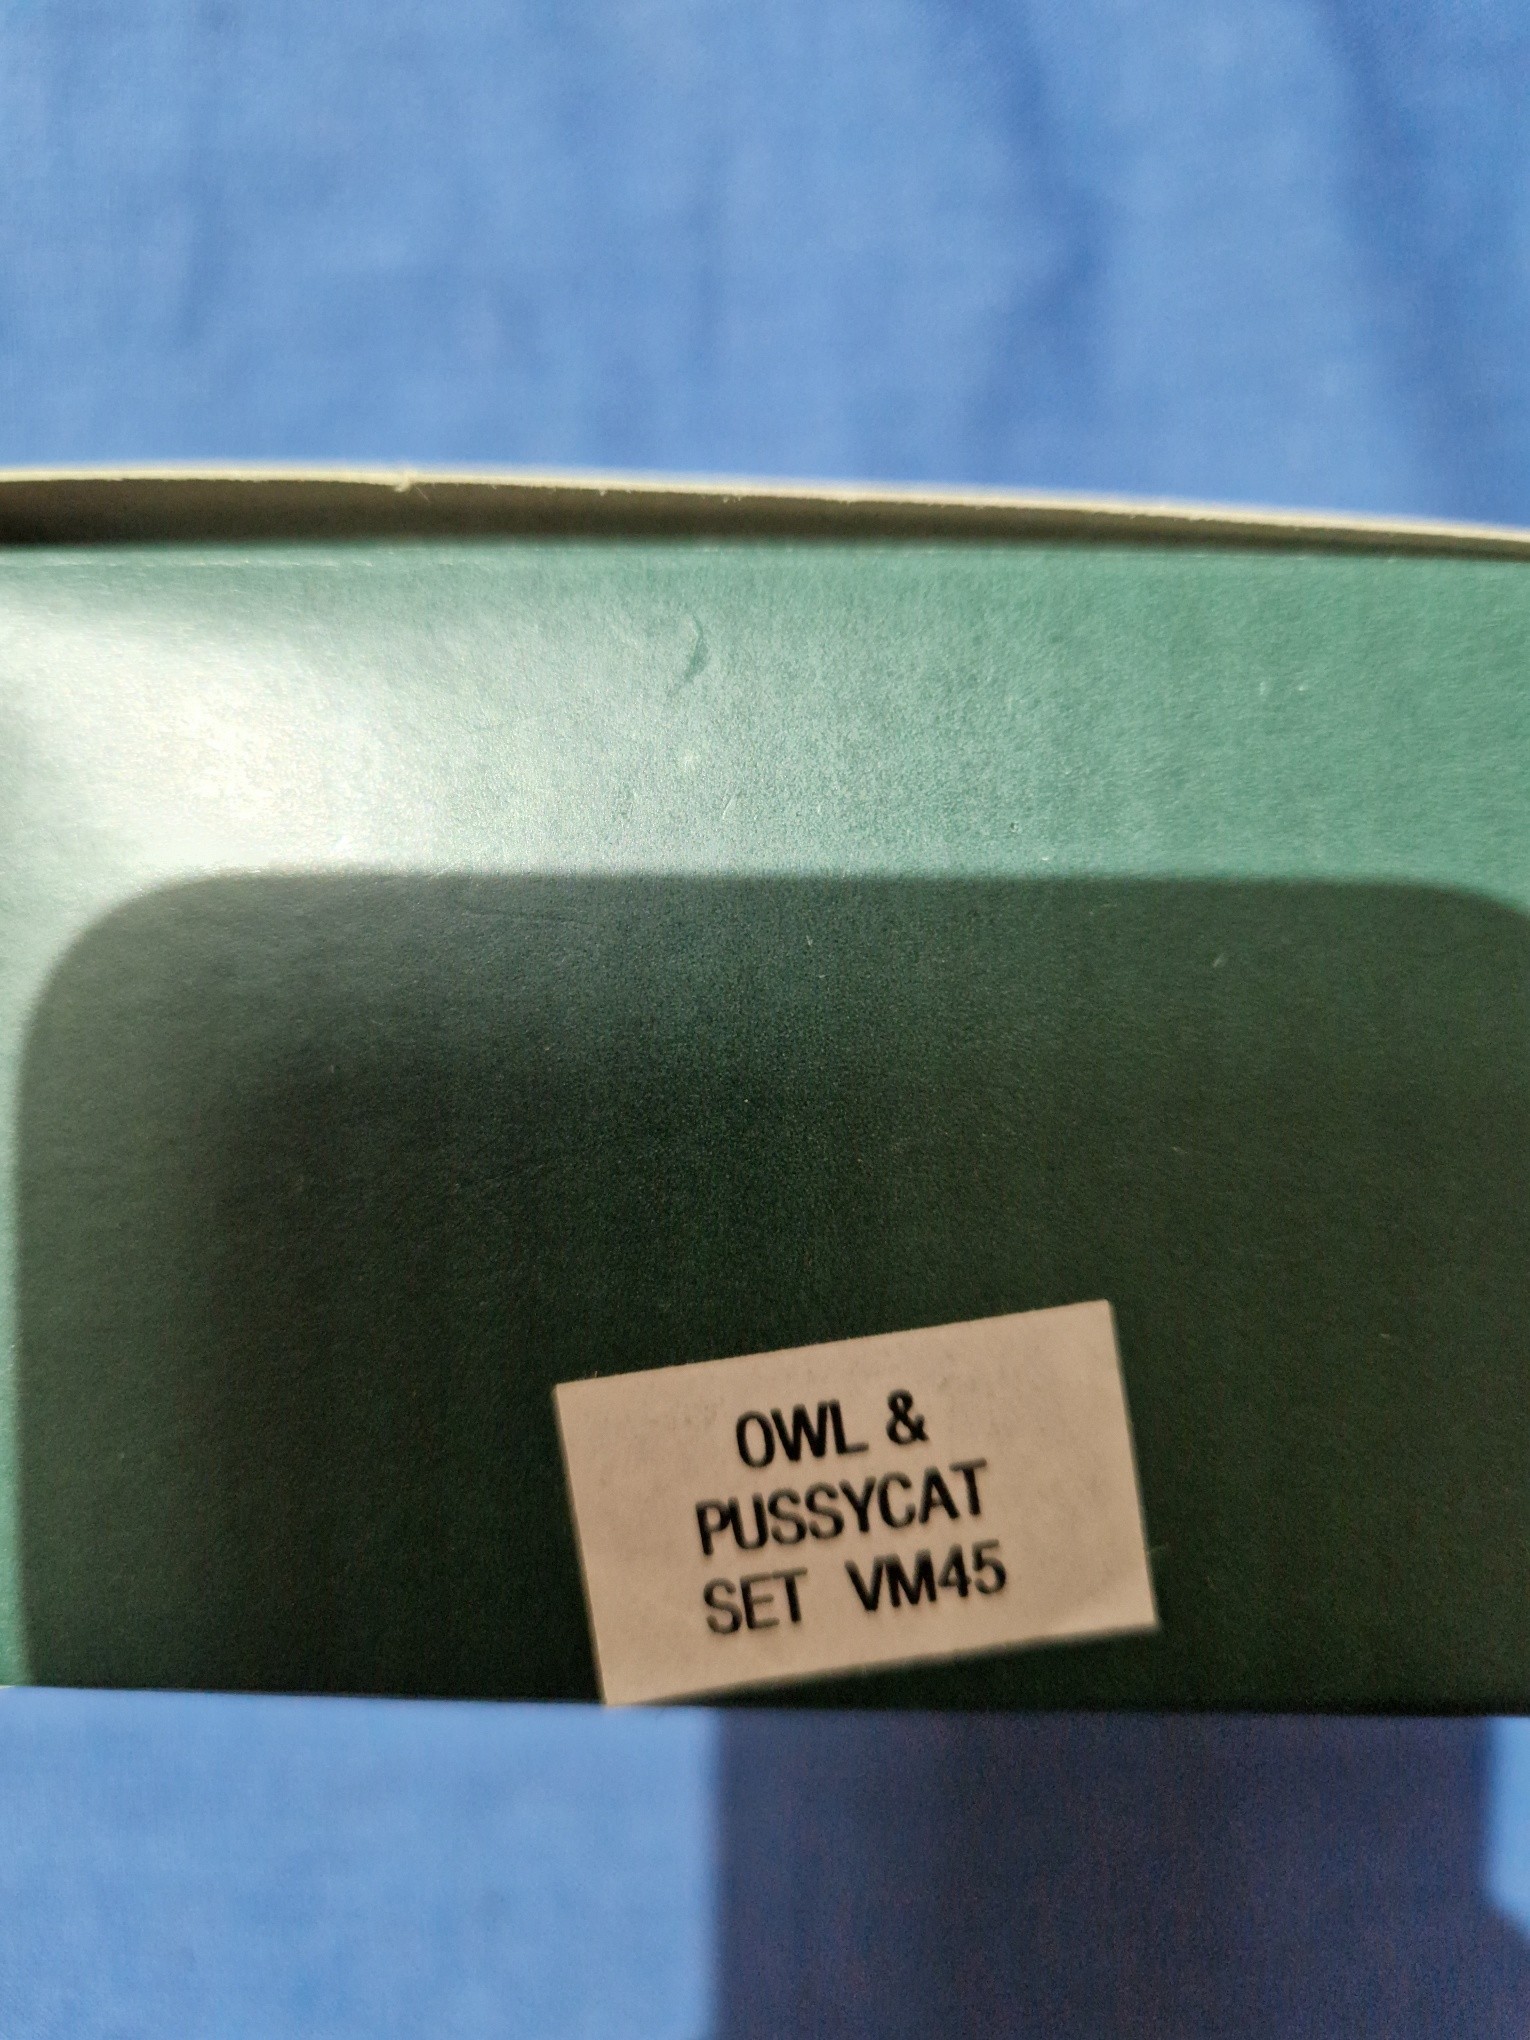 OWL &
PUSSYCAT
SET VM45